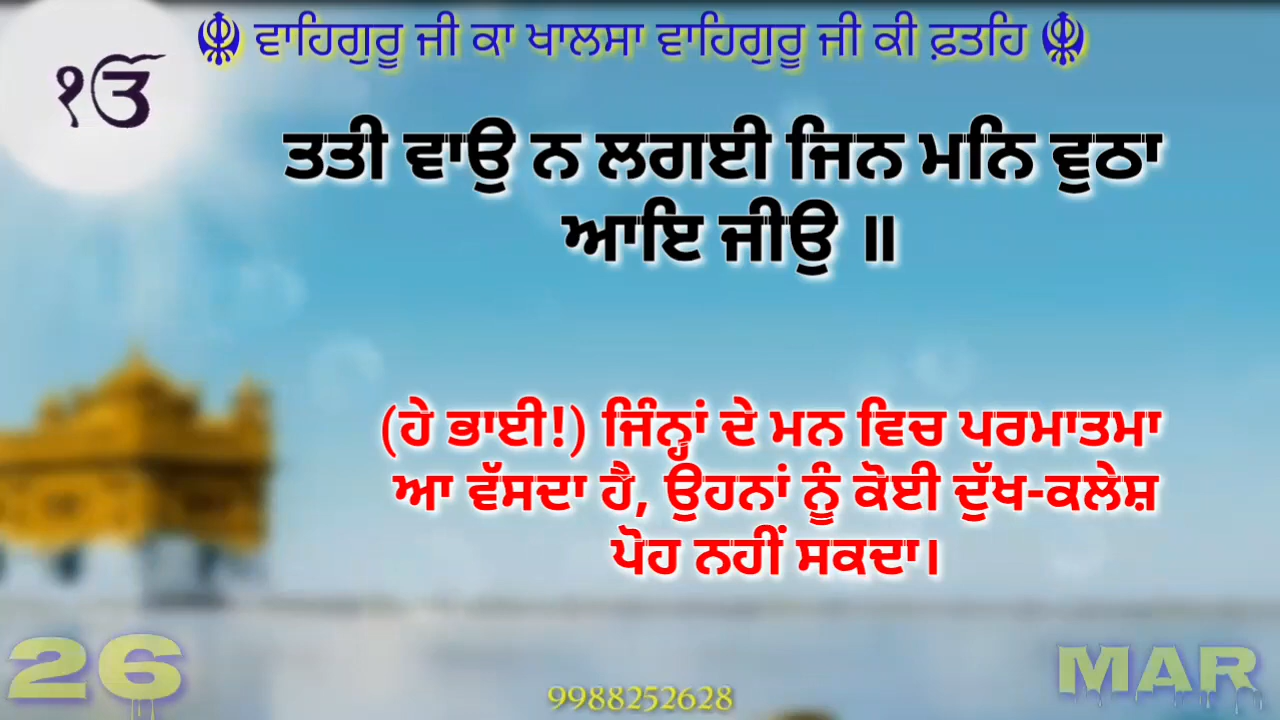 ☬ ਵਾਹਿਗੁਰੂ ਜੀ ਕਾ ਖਾਲਸਾ ਵਾਹਿਗੁਰੂ ਜੀ ਕੀ ਫ਼ਤਹਿ ☬
ੴ
ਤਤੀ ਵਾਉ ਨ ਲਗਈ ਜਿਨ ਮਨਿ ਵੁਠਾ
ਆਇ ਜੀਉ ॥
(ਹੇ ਭਾਈ!) ਜਿੰਨ੍ਹਾਂ ਦੇ ਮਨ ਵਿਚ ਪਰਮਾਤਮਾ
ਆ ਵੱਸਦਾ ਹੈ, ਉਹਨਾਂ ਨੂੰ ਕੋਈ ਦੁੱਖ-ਕਲੇਸ਼
ਪੋਹ ਨਹੀਂ ਸਕਦਾ।
26
MAR
9988252628